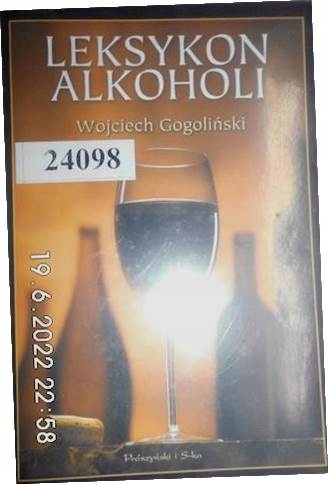 LEKSYKON
ALKOHOLI
Wojciech Gogoliński
24098
19.6.2022 22:58
Prószyński i S-ka